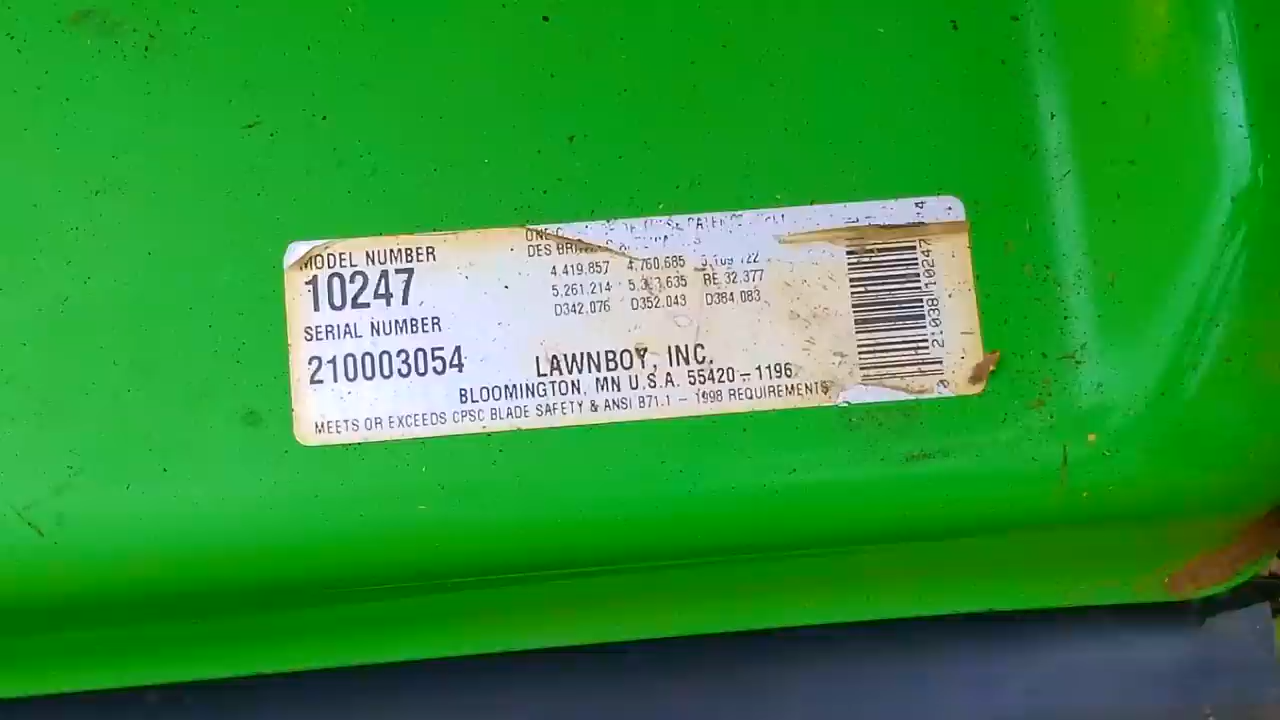 MODEL NUMBER
10247
SERIAL NUMBER
210003054
ONE
DES
4,419,857 4,760,685
5,261,214 RE 32,377
D342,076 D352,043 D384,083
LAWNBOY, INC.
BLOOMINGTON, MN U.S.A. 55420-1196
MEETS OR EXCEEDS CPSC BLADE SAFETY & ANSI B71.1 - 1998 REQUIREMENTS